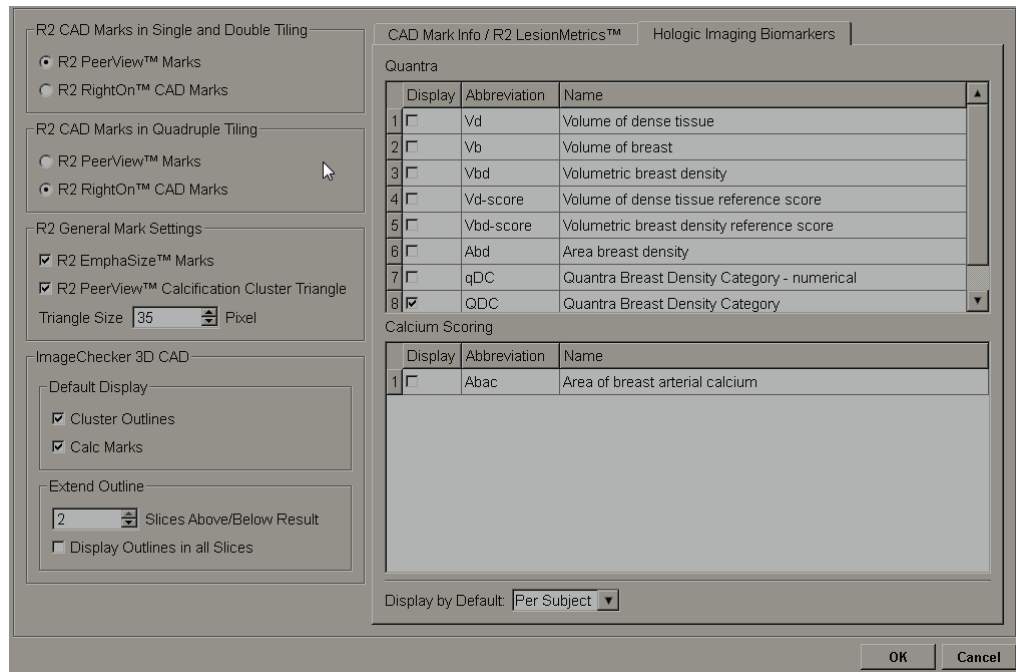 R2 CAD Marks in Single and Double Tiling
R2 PeerView™ Marks
R2 RightOn™ CAD Marks
R2 CAD Marks in Quadruple Tiling
R2 PeerView™ Marks
R2 RightOn™ CAD Marks
R2 General Mark Settings
R2 EmphaSize™ Marks
R2 PeerView™ Calcification Cluster Triangle
Triangle Size 35 Pixel
ImageChecker 3D CAD
Default Display
Cluster Outlines
Calc Marks
Extend Outline
2 Slices Above/Below Result
Display Outlines in all Slices
CAD Mark Info / R2 LesionMetrics™ Hologic Imaging Biomarkers
Quantra
Display Abbreviation Name
1 Vd Volume of dense tissue
2 Vb Volume of breast
3 Vbd Volumetric breast density
4 Vd-score Volume of dense tissue reference score
5 Vbd-score Volumetric breast density reference score
6 Abd Area breast density
7 qDC Quantra Breast Density Category - numerical
8 QDC Quantra Breast Density Category
Calcium Scoring
Display Abbreviation Name
1 Abac Area of breast arterial calcium
Display by Default: Per Subject
OK Cancel